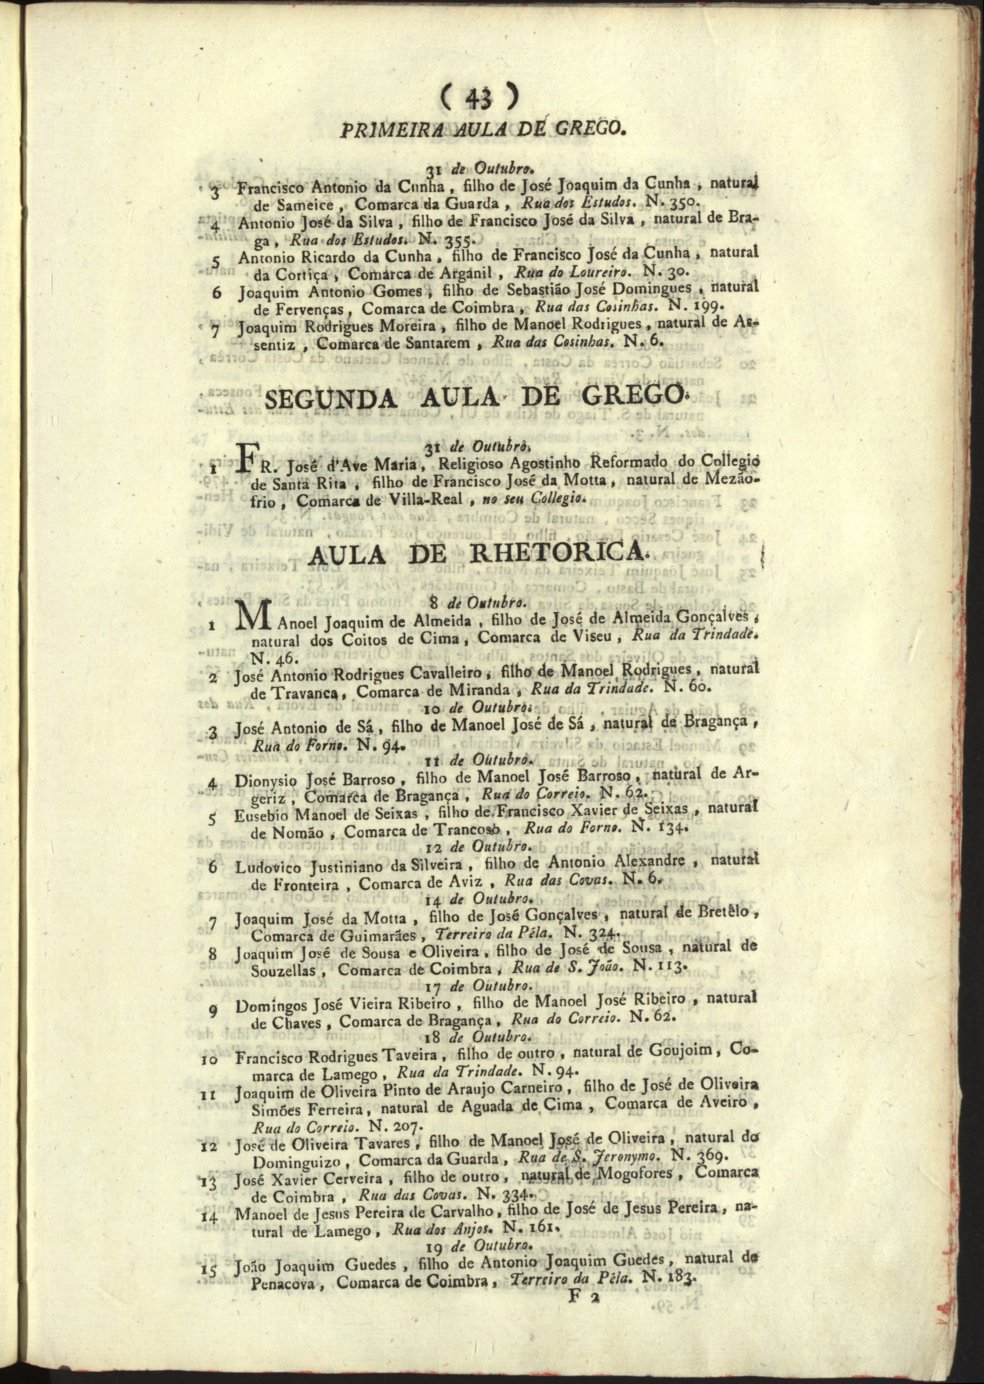 ( 43 )
PRIMEIRA AULA DE GREGO.
31 de Outubro.
3 Francisco Antonio da Cunha , filho de José Joaquim da Cunha , natural
de Sameice , Comarca da Guarda , Rua dos Estudos. N. 350.
4 Antonio José da Silva , filho de Francisco José da Silva , natural de Bra-
ga , Rua dos Estudos. N. 355.
5 Antonio Ricardo da Cunha , filho de Francisco José da Cunha , natural
da Cortiça , Comarca de Arganil , Rua do Loureiro. N. 30.
6 Joaquim Antonio Gomes , filho de Sebastião José Domingues , natural
de Fervenças , Comarca de Coimbra , Rua das Cosinhas. N. 199.
7 Joaquim Rodrigues Moreira , filho de Manoel Rodrigues , natural de Ar-
sentiz , Comarca de Santarem , Rua das Cosinhas. N. 6.
SEGUNDA AULA DE GREGO.
31 de Outubro.
1 FR. José d'Ave Maria , Religioso Agostinho Reformado do Collegio
de Santa Rita , filho de Francisco José da Motta , natural de Mezão-
frio , Comarca de Villa-Real , no seu Collegio.
AULA DE RHETORICA.
8 de Outubro.
1 MAnoel Joaquim de Almeida , filho de José de Almeida Gonçalves ,
natural dos Coitos de Cima , Comarca de Viseu , Rua da Trindade.
N. 46.
2 José Antonio Rodrigues Cavalleiro , filho de Manoel Rodrigues , natural
de Travanca , Comarca de Miranda , Rua da Trindade. N. 60.
10 de Outubro.
3 José Antonio de Sá , filho de Manoel José de Sá , natural de Bragança ,
Rua do Forno. N. 94.
11 de Outubro.
4 Dionysio José Barroso , filho de Manoel José Barroso , natural de Ar-
geriz , Comarca de Bragança , Rua do Correio. N. 62.
5 Eusebio Manoel de Seixas , filho de Francisco Xavier de Seixas , natural
de Nomão , Comarca de Trancoso , Rua do Forno. N. 134.
12 de Outubro.
6 Ludovico Justiniano da Silveira , filho de Antonio Alexandre , natural
de Fronteira , Comarca de Aviz , Rua das Covas. N. 6.
14 de Outubro.
7 Joaquim José da Motta , filho de José Gonçalves , natural de Bretêlo ,
Comarca de Guimarães , Terreiro da Péla. N. 324.
8 Joaquim José de Sousa e Oliveira , filho de José de Sousa , natural de
Souzellas , Comarca de Coimbra , Rua de S. João. N. 113.
17 de Outubro.
9 Domingos José Vieira Ribeiro , filho de Manoel José Ribeiro , natural
de Chaves , Comarca de Bragança , Rua do Correio. N. 62.
18 de Outubro.
10 Francisco Rodrigues Taveira , filho de outro , natural de Goujoim , Co-
marca de Lamego , Rua da Trindade. N. 94.
11 Joaquim de Oliveira Pinto de Araujo Carneiro , filho de José de Oliveira
Simões Ferreira , natural de Aguada de Cima , Comarca de Aveiro ,
Rua do Correio. N. 207.
12 José de Oliveira Tavares , filho de Manoel José de Oliveira , natural do
Dominguizo , Comarca da Guarda , Rua de S. Jeronymo. N. 369.
13 José Xavier Cerveira , filho de outro , natural de Mogofores , Comarca
de Coimbra , Rua das Covas. N. 334.
14 Manoel de Jesus Pereira de Carvalho , filho de José de Jesus Pereira , na-
tural de Lamego , Rua dos Anjos. N. 161.
19 de Outubro.
15 João Joaquim Guedes , filho de Antonio Joaquim Guedes , natural de
Penacova , Comarca de Coimbra , Terreiro da Péla. N. 183.
F 2